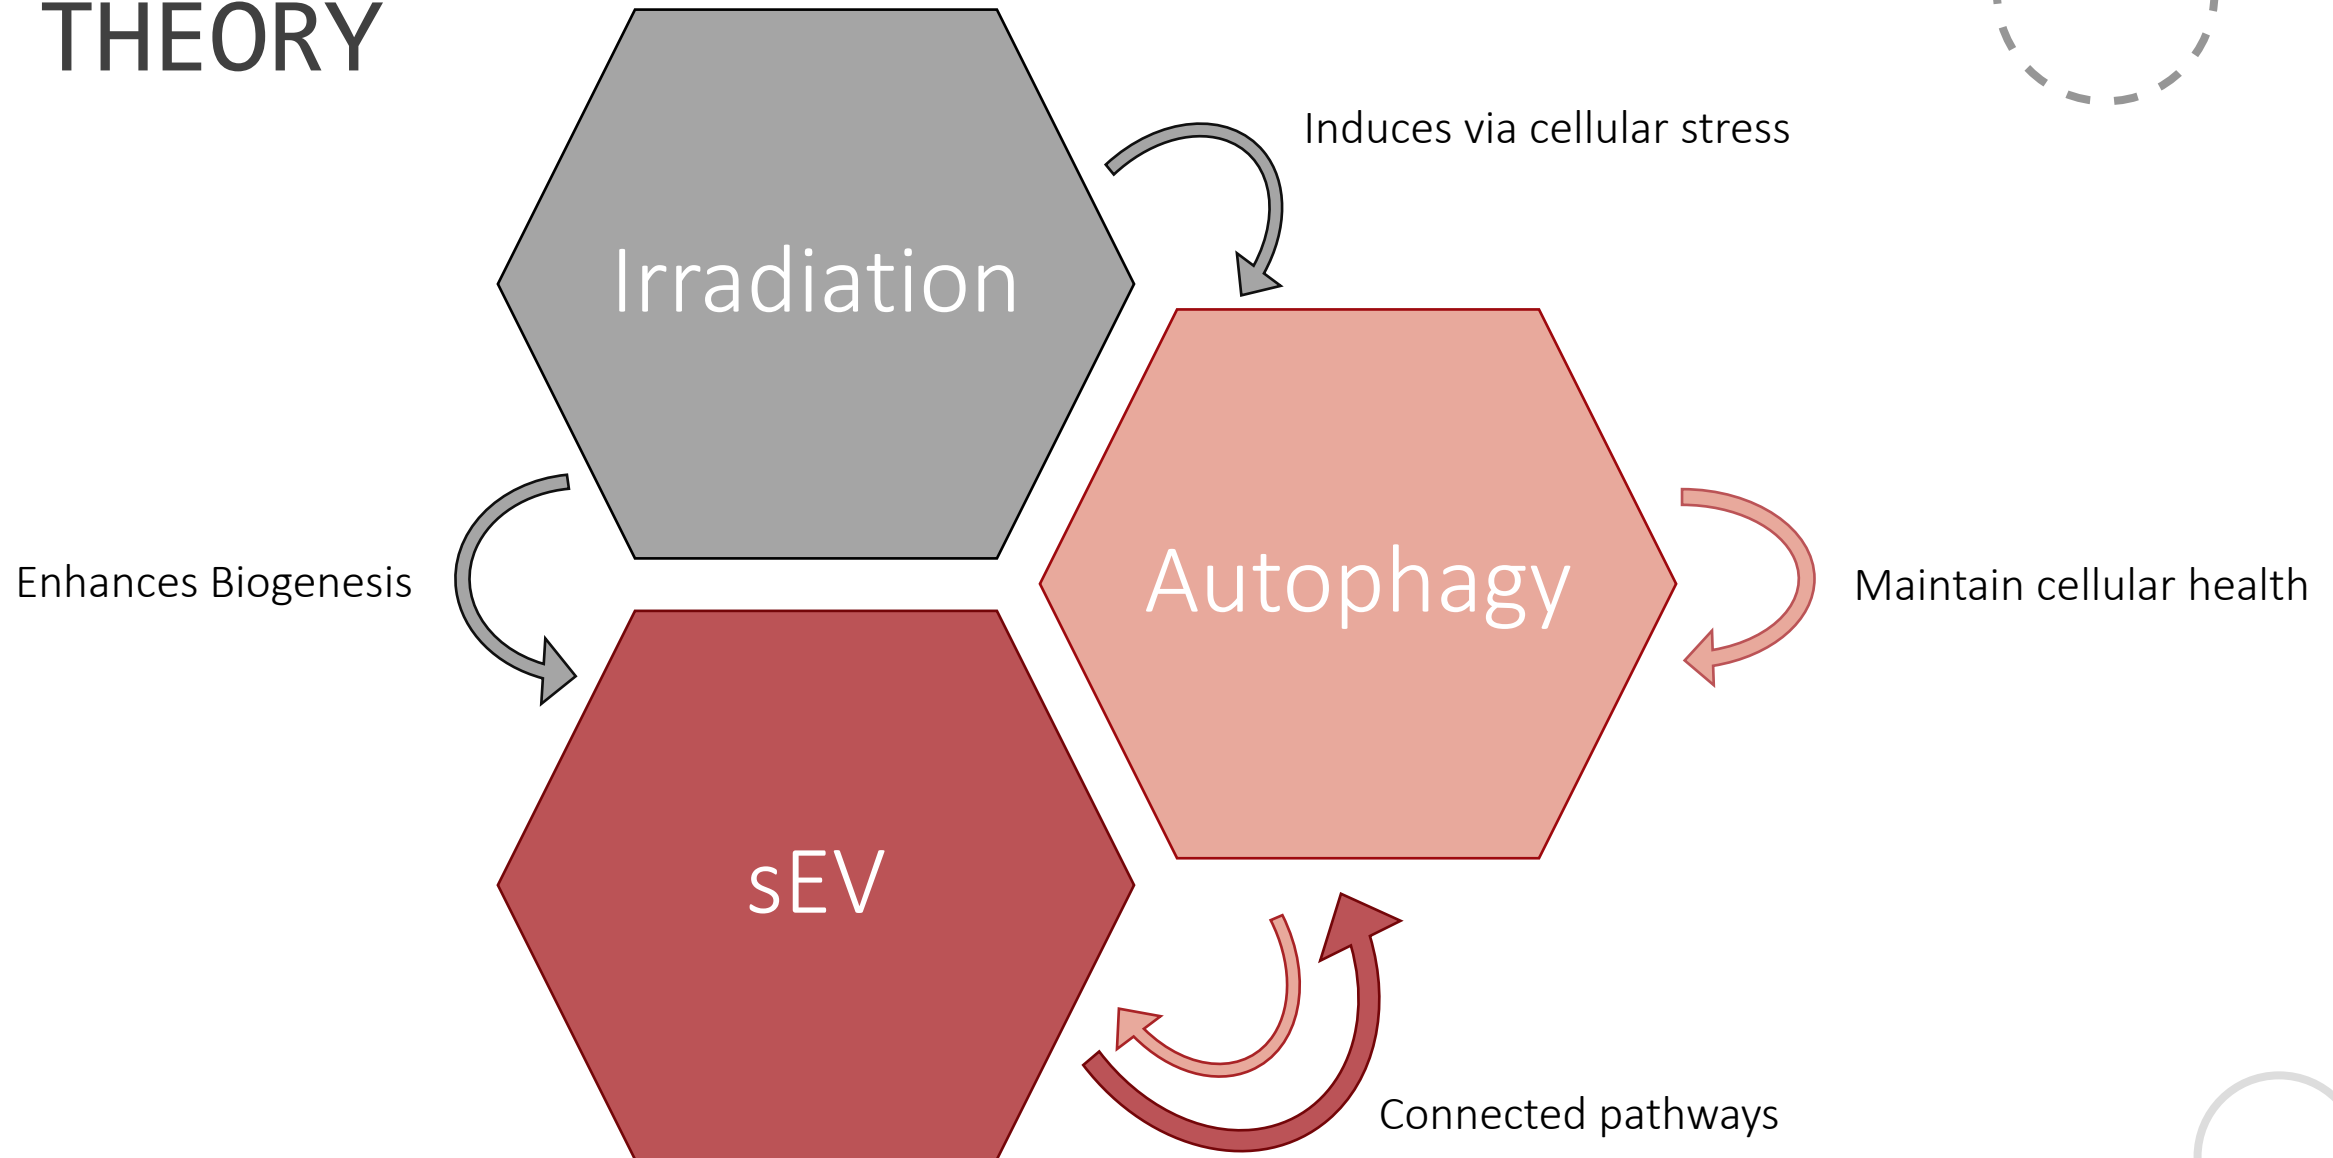 THEORY
Induces via cellular stress
Irradiation
Autophagy
Enhances Biogenesis
Maintain cellular health
sEV
Connected pathways